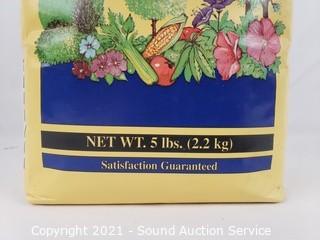 NET WT. 5 lbs. (2.2 kg)
Satisfaction Guaranteed
Copyright 2021 - Sound Auction Service